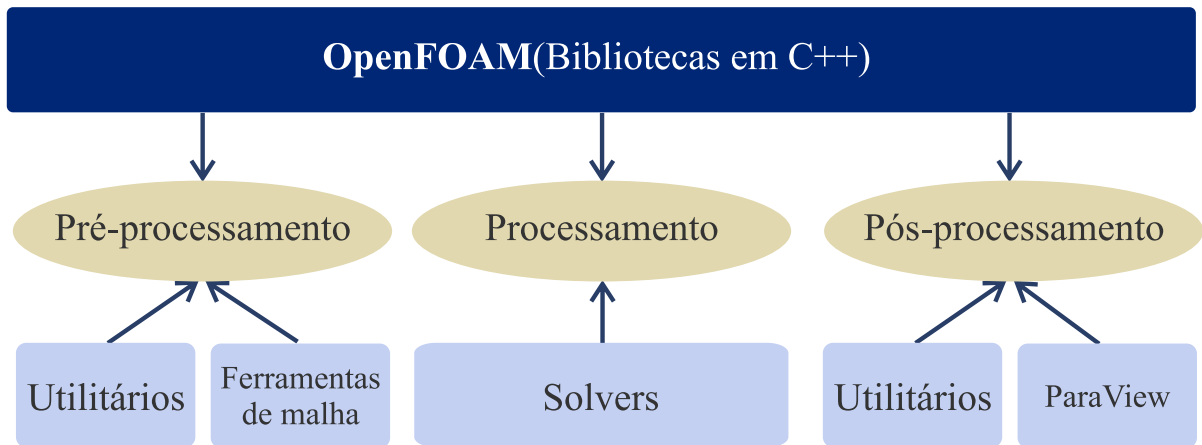 OpenFOAM(Bibliotecas em C++)
Pré-processamento
Processamento
Pós-processamento
Utilitários
Ferramentas
de malha
Solvers
Utilitários
ParaView